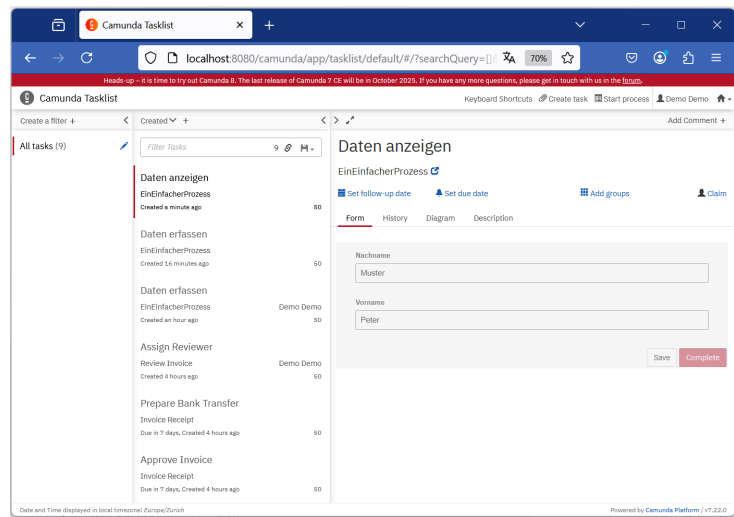 Camunda Tasklist
localhost:8080/camunda/app/tasklist/default/#/?searchQuery=[]& 70%
Heads-up – it is time to try out Camunda 8. The last release of Camunda 7 CE will be in October 2025. If you have any more questions, please get in touch with us in the forum.
Camunda Tasklist
Keyboard Shortcuts Create task Start process Demo Demo
Create a filter +
Created +
Add Comment +
All tasks (9)
Filter Tasks 9
Daten anzeigen
EinEinfacherProzess
Created a minute ago 50
Daten erfassen
EinEinfacherProzess
Created 16 minutes ago 50
Daten erfassen
EinEinfacherProzess Demo Demo
Created an hour ago 50
Assign Reviewer
Review Invoice Demo Demo
Created 4 hours ago 50
Prepare Bank Transfer
Invoice Receipt
Due in 7 days, Created 4 hours ago 50
Approve Invoice
Invoice Receipt
Due in 7 days, Created 4 hours ago 50
Daten anzeigen
EinEinfacherProzess
Set follow-up date Set due date Add groups Claim
Form History Diagram Description
Nachname
Muster
Vorname
Peter
Save Complete
Date and Time displayed in local timezone: Europe/Zurich
Powered by Camunda Platform / v7.22.0